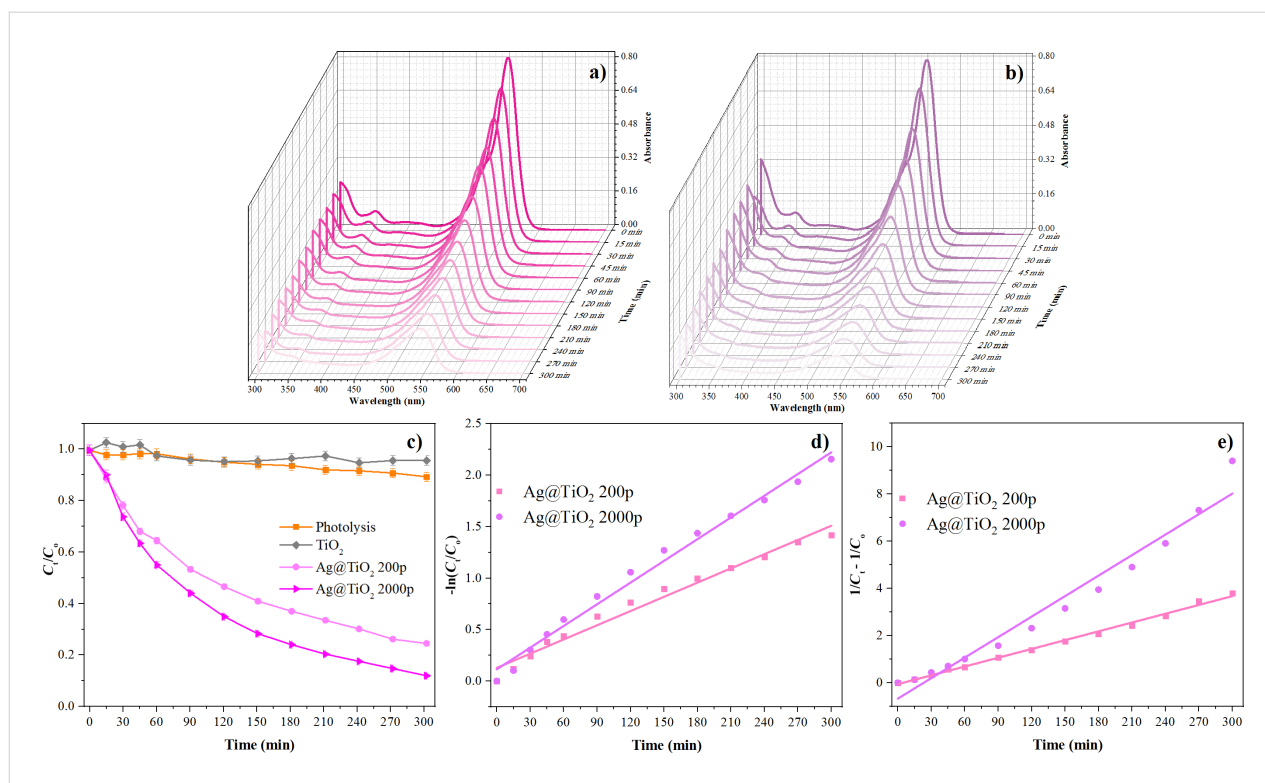 a)
0.80
0.64
0.48
0.32
0.16
0.00
Absorbance
0 min
15 min
30 min
45 min
60 min
90 min
120 min
150 min
180 min
210 min
240 min
270 min
300 min
Time (min)
300 350 400 450 500 550 600 650 700
Wavelength (nm)
b)
0.80
0.64
0.48
0.32
0.16
0.00
Absorbance
0 min
15 min
30 min
45 min
60 min
90 min
120 min
150 min
180 min
210 min
240 min
270 min
300 min
Time (min)
300 350 400 450 500 550 600 650 700
Wavelength (nm)
c)
1.0
0.8
0.6
0.4
0.2
0.0
Cₜ/Cₒ
Photolysis
TiO₂
Ag@TiO₂ 200p
Ag@TiO₂ 2000p
0 30 60 90 120 150 180 210 240 270 300
Time (min)
d)
2.5
2.0
1.5
1.0
0.5
0.0
-ln(Cₜ/Cₒ)
Ag@TiO₂ 200p
Ag@TiO₂ 2000p
0 30 60 90 120 150 180 210 240 270 300
Time (min)
e)
10
8
6
4
2
0
1/Cₜ - 1/Cₒ
Ag@TiO₂ 200p
Ag@TiO₂ 2000p
0 30 60 90 120 150 180 210 240 270 300
Time (min)